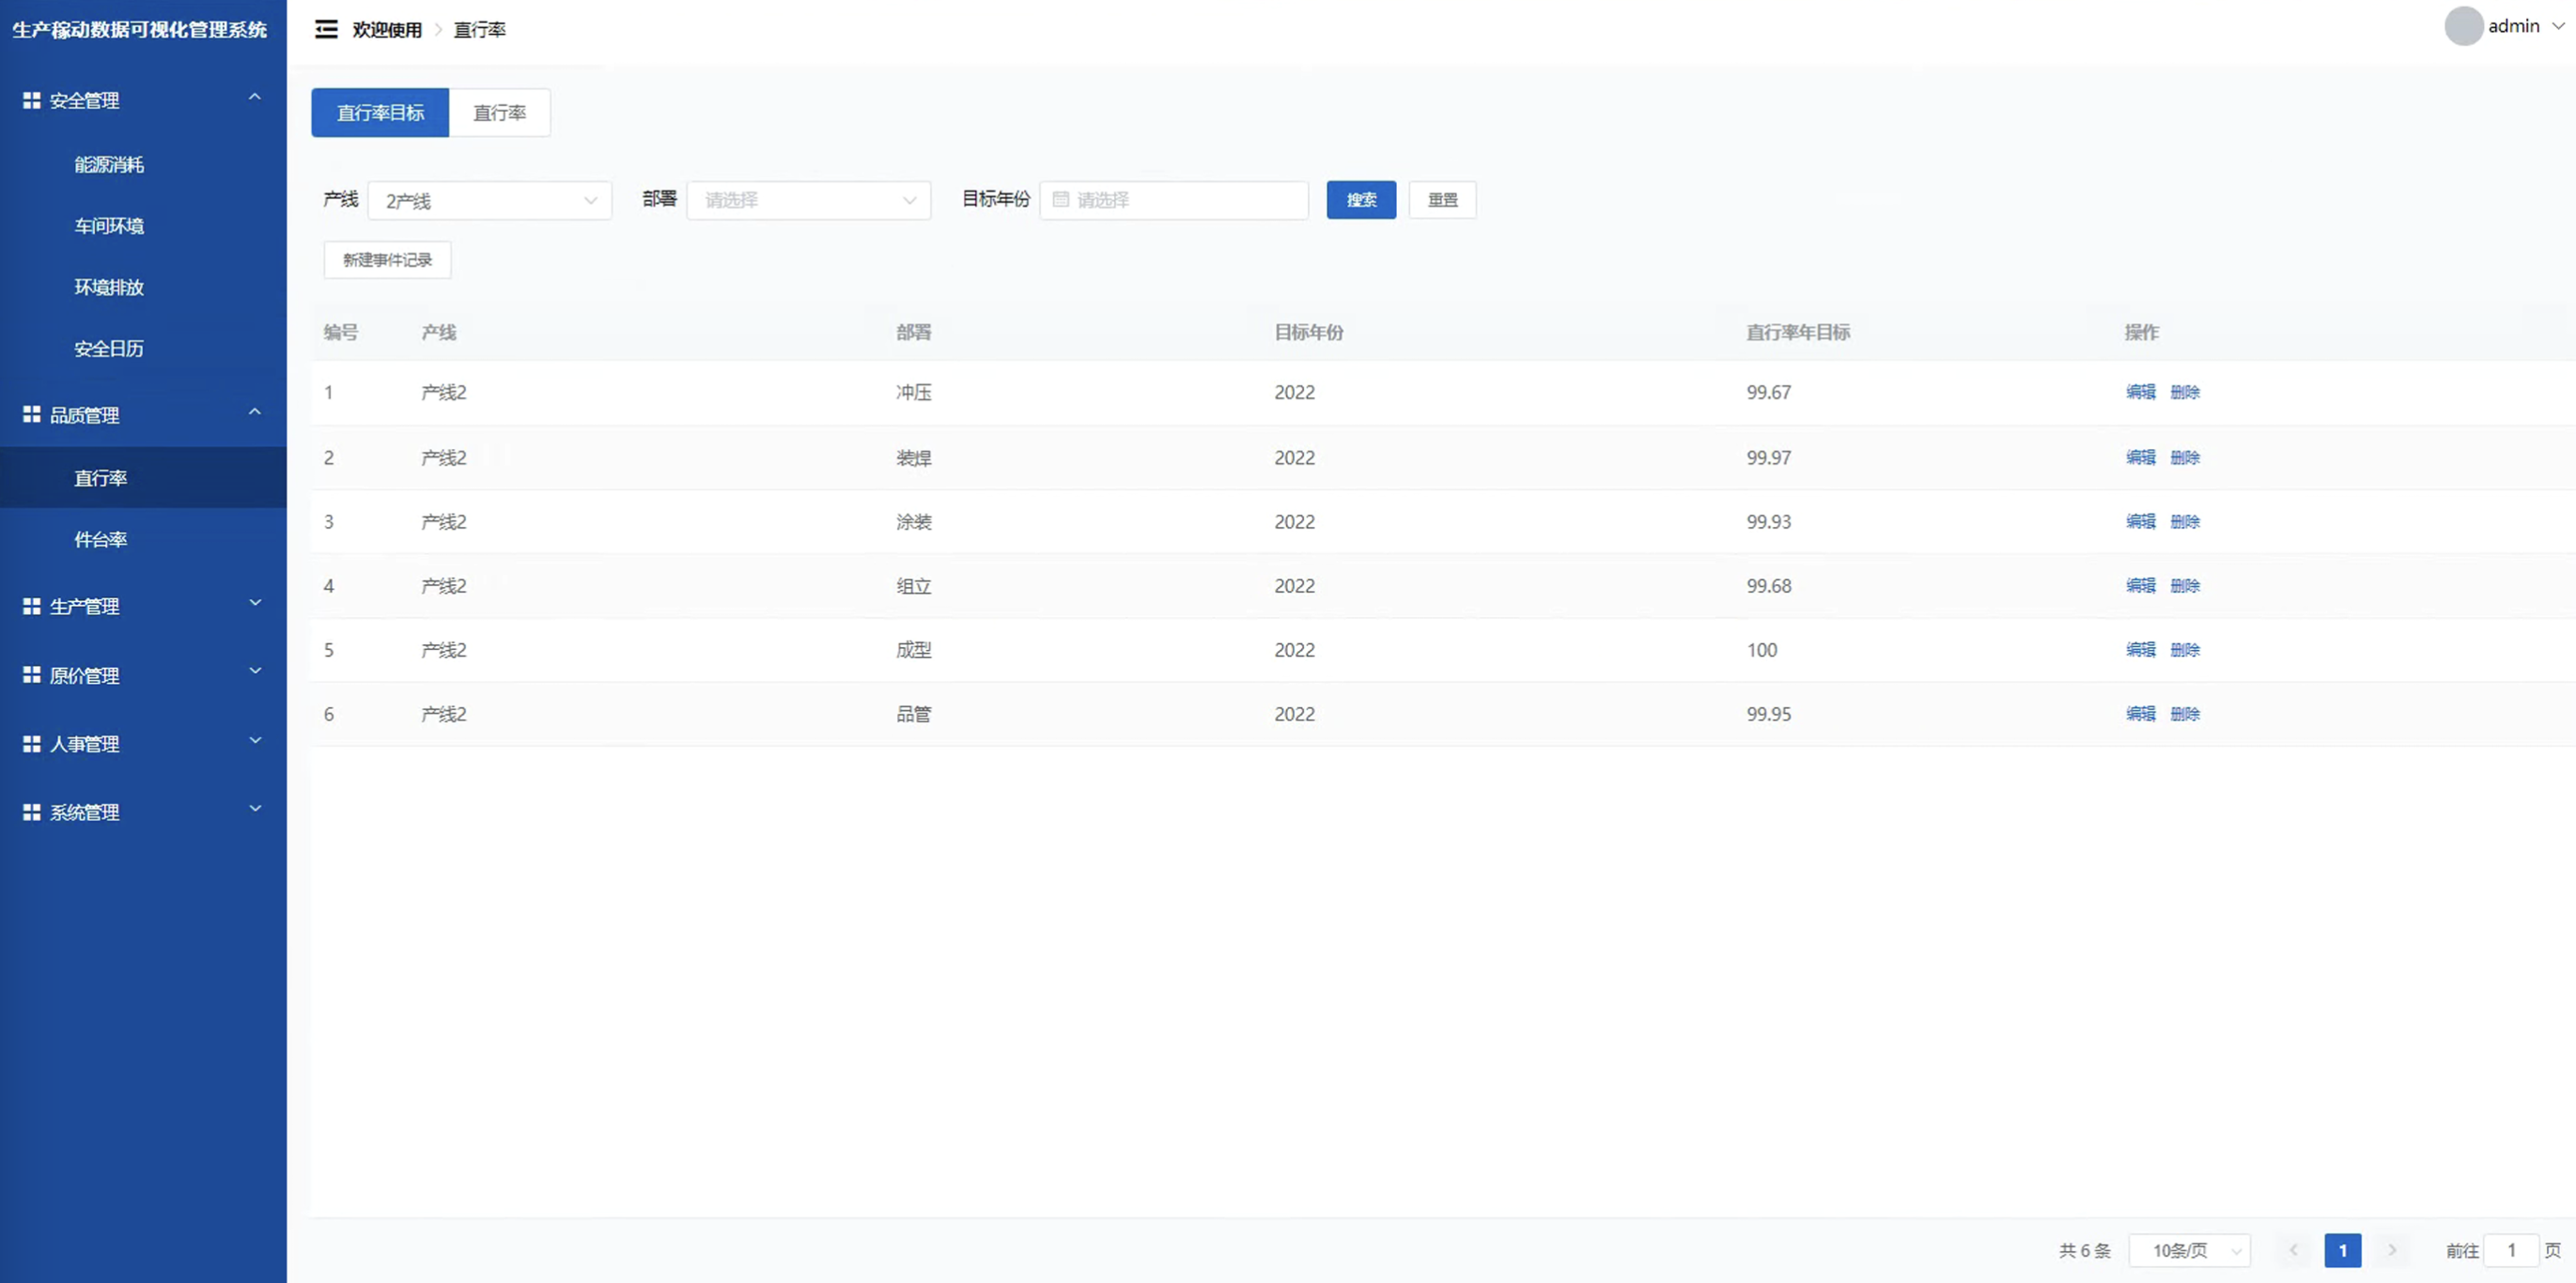 生产稼动数据可视化管理系统
安全管理
能源消耗
车间环境
环境排放
安全日历
品质管理
直行率
件台率
生产管理
原价管理
人事管理
系统管理
欢迎使用 > 直行率
admin
直行率目标 直行率
产线 2产线 部署 请选择 目标年份 请选择 搜索 重置
新建事件记录
编号 产线 部署 目标年份 直行率年目标 操作
1 产线2 冲压 2022 99.67 编辑 删除
2 产线2 装焊 2022 99.97 编辑 删除
3 产线2 涂装 2022 99.93 编辑 删除
4 产线2 组立 2022 99.68 编辑 删除
5 产线2 成型 2022 100 编辑 删除
6 产线2 品管 2022 99.95 编辑 删除
共 6 条 10条/页 < 1 > 前往 1 页